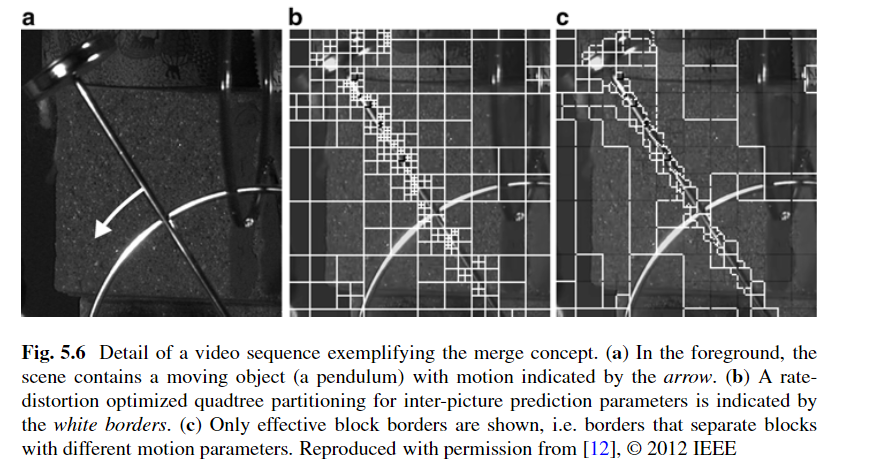 a b c
Fig. 5.6 Detail of a video sequence exemplifying the merge concept. (a) In the foreground, the
scene contains a moving object (a pendulum) with motion indicated by the arrow. (b) A rate-
distortion optimized quadtree partitioning for inter-picture prediction parameters is indicated by
the white borders. (c) Only effective block borders are shown, i.e. borders that separate blocks
with different motion parameters. Reproduced with permission from [12], © 2012 IEEE